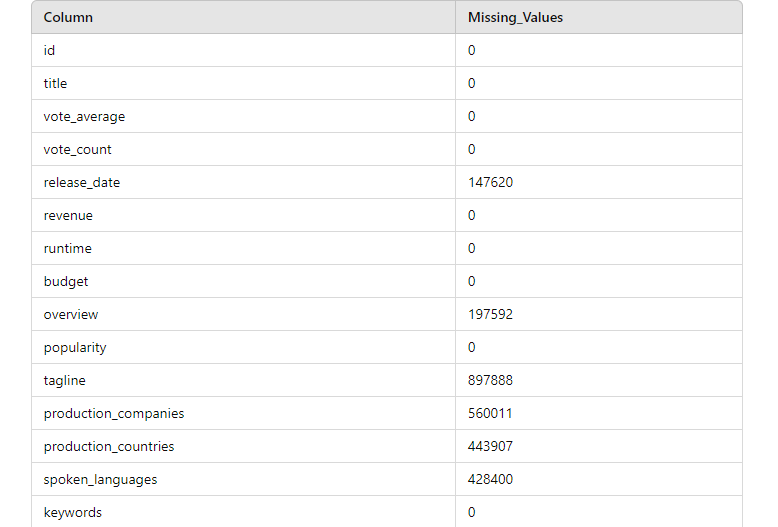 Column Missing_Values
id 0
title 0
vote_average 0
vote_count 0
release_date 147620
revenue 0
runtime 0
budget 0
overview 197592
popularity 0
tagline 897888
production_companies 560011
production_countries 443907
spoken_languages 428400
keywords 0